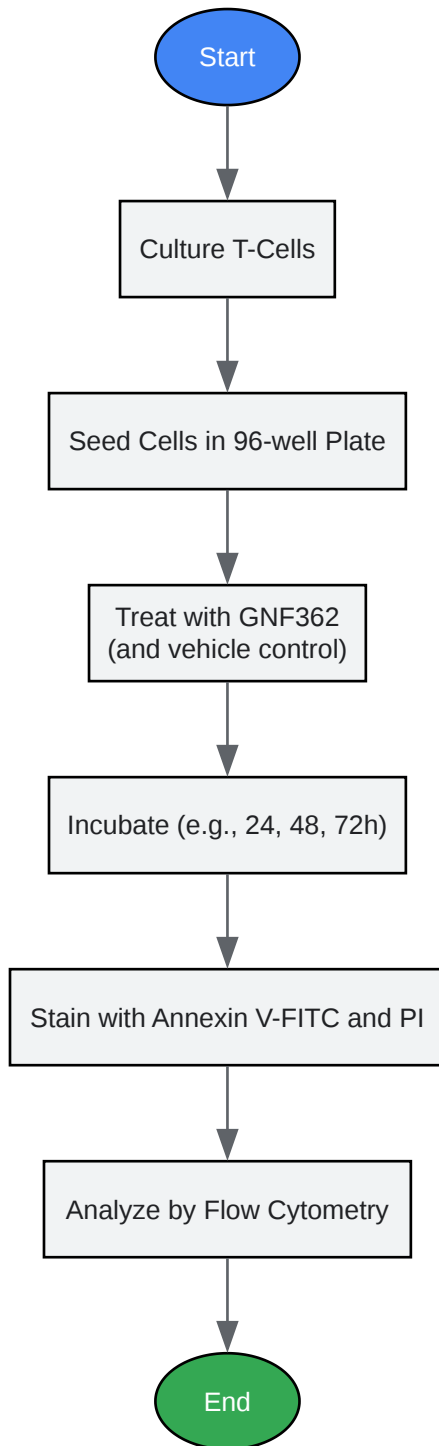 Start
Culture T-Cells
Seed Cells in 96-well Plate
Treat with GNF362
(and vehicle control)
Incubate (e.g., 24, 48, 72h)
Stain with Annexin V-FITC and PI
Analyze by Flow Cytometry
End